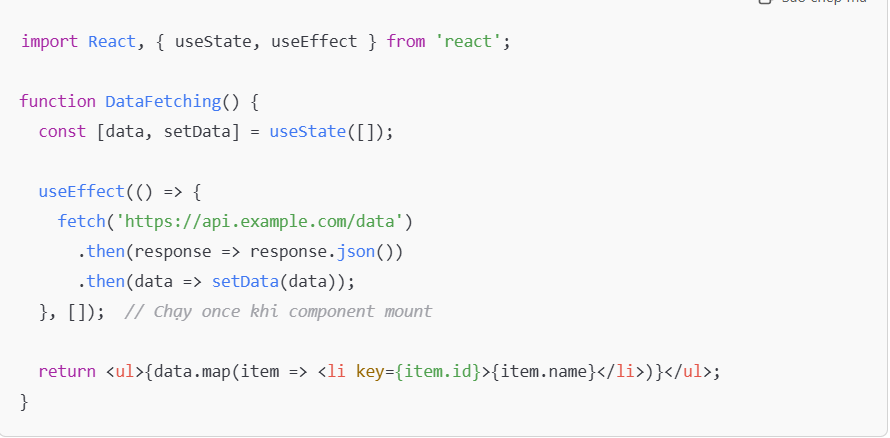 import React, { useState, useEffect } from 'react';
function DataFetching() {
  const [data, setData] = useState([]);
  useEffect(() => {
    fetch('https://api.example.com/data')
      .then(response => response.json())
      .then(data => setData(data));
  }, []);  // Chạy once khi component mount
  return <ul>{data.map(item => <li key={item.id}>{item.name}</li>)}</ul>;
}